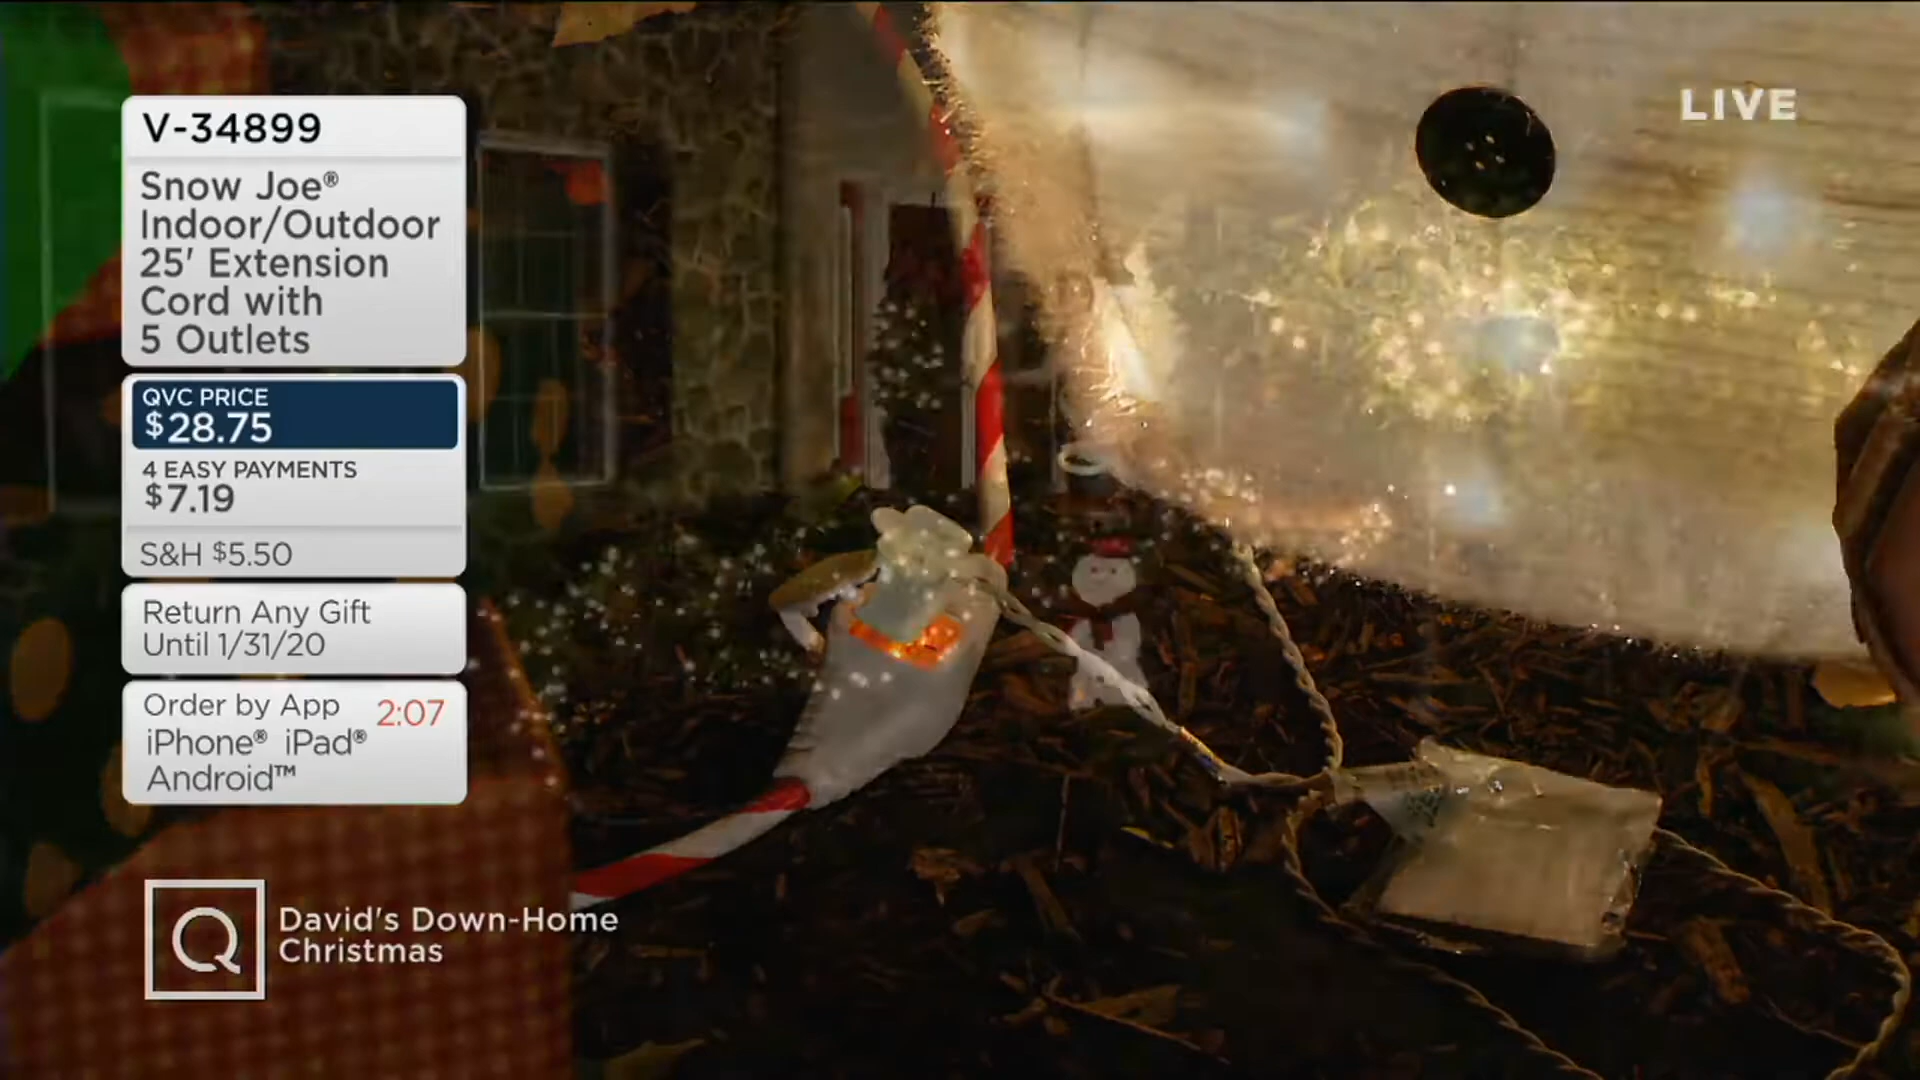 LIVE
V-34899
Snow Joe®
Indoor/Outdoor
25' Extension
Cord with
5 Outlets
QVC PRICE
$28.75
4 EASY PAYMENTS
$7.19
S&H $5.50
Return Any Gift
Until 1/31/20
Order by App 2:07
iPhone® iPad®
Android™
Q
David's Down-Home
Christmas